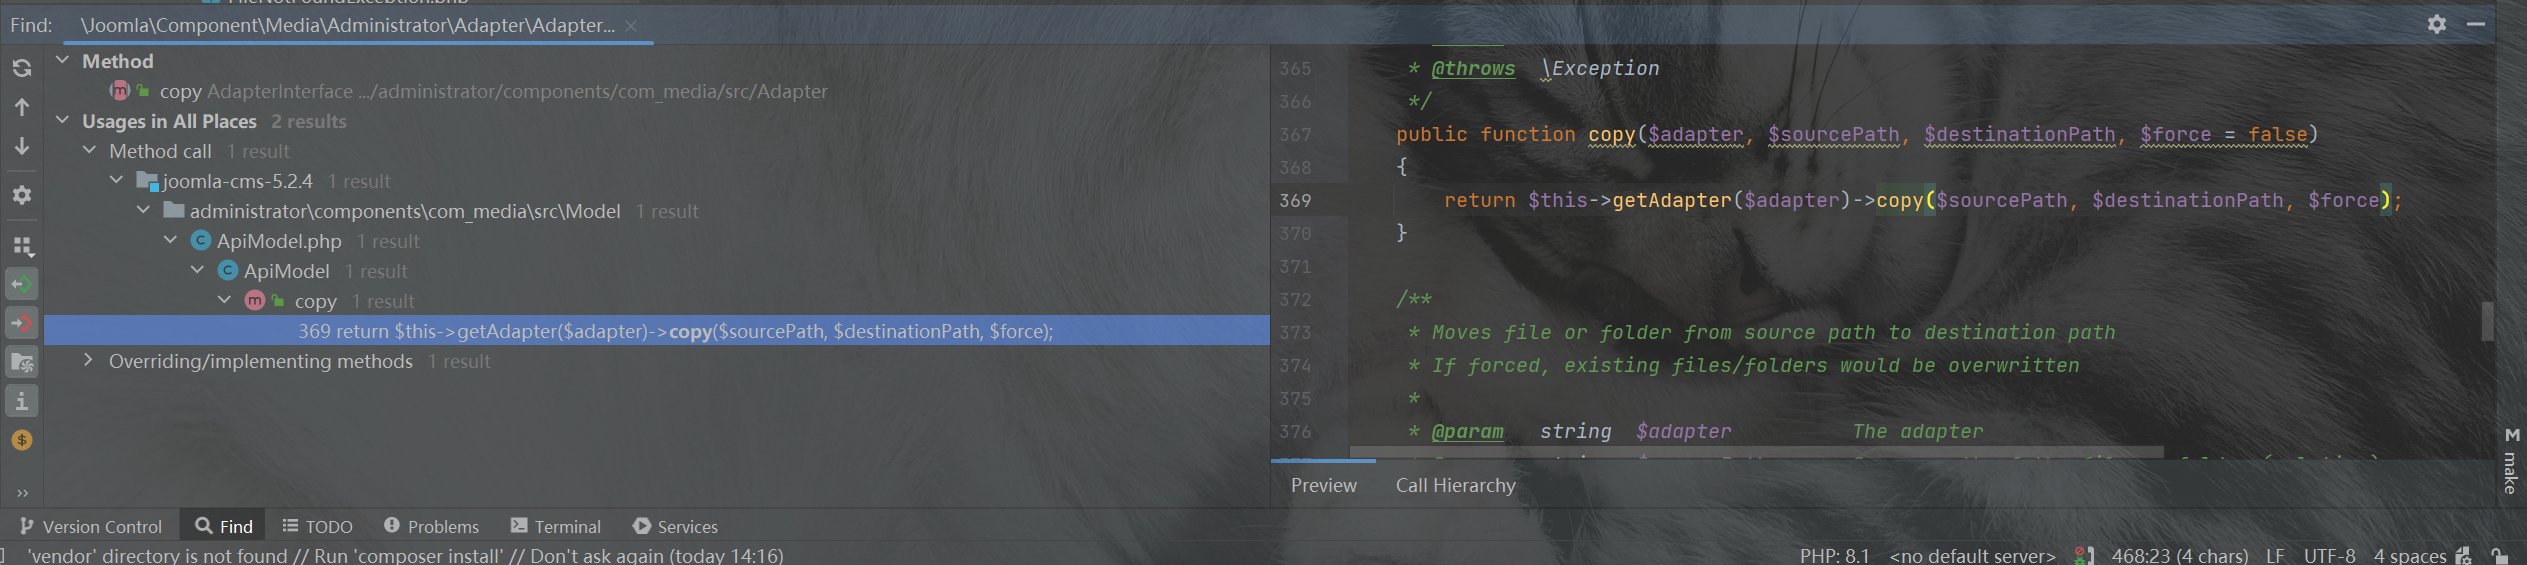 Find: \Joomla\Component\Media\Administrator\Adapter\Adapter...
Method
copy AdapterInterface .../administrator/components/com_media/src/Adapter
Usages in All Places 2 results
Method call 1 result
joomla-cms-5.2.4 1 result
administrator\components\com_media\src\Model 1 result
ApiModel.php 1 result
ApiModel 1 result
copy 1 result
369 return $this->getAdapter($adapter)->copy($sourcePath, $destinationPath, $force);
Overriding/implementing methods 1 result
365 * @throws \Exception
366 */
367 public function copy($adapter, $sourcePath, $destinationPath, $force = false)
368 {
369 return $this->getAdapter($adapter)->copy($sourcePath, $destinationPath, $force);
370 }
371
372 /**
373 * Moves file or folder from source path to destination path
374 * If forced, existing files/folders would be overwritten
375 *
376 * @param string $adapter The adapter
Preview Call Hierarchy
M make
Version Control Find TODO Problems Terminal Services
'vendor' directory is not found // Run 'composer install' // Don't ask again (today 14:16)
PHP: 8.1 <no default server> 468:23 (4 chars) LF UTF-8 4 spaces